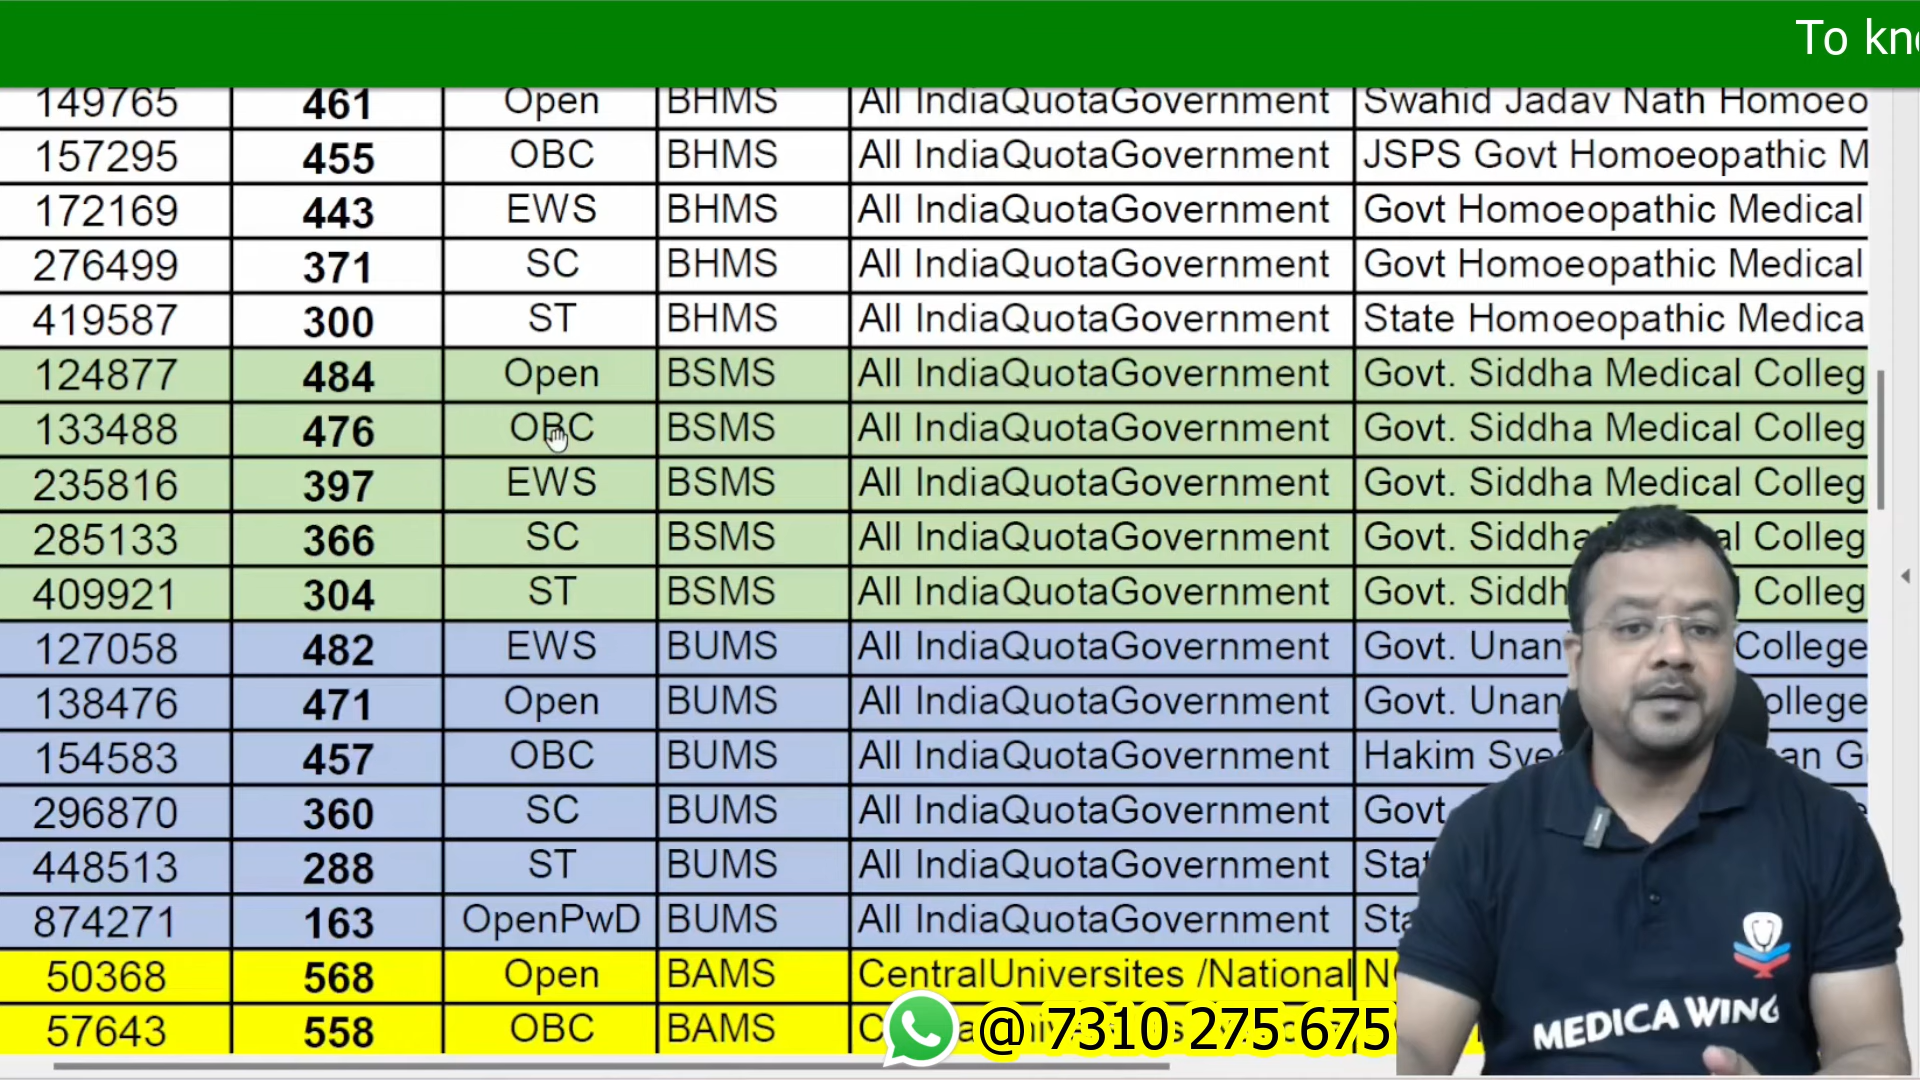 To kn
149765 461 Open BHMS All IndiaQuotaGovernment Swahid Jadav Nath Homoeo
157295 455 OBC BHMS All IndiaQuotaGovernment JSPS Govt Homoeopathic M
172169 443 EWS BHMS All IndiaQuotaGovernment Govt Homoeopathic Medical
276499 371 SC BHMS All IndiaQuotaGovernment Govt Homoeopathic Medical
419587 300 ST BHMS All IndiaQuotaGovernment State Homoeopathic Medica
124877 484 Open BSMS All IndiaQuotaGovernment Govt. Siddha Medical Colleg
133488 476 OBC BSMS All IndiaQuotaGovernment Govt. Siddha Medical Colleg
235816 397 EWS BSMS All IndiaQuotaGovernment Govt. Siddha Medical Colleg
285133 366 SC BSMS All IndiaQuotaGovernment Govt. Siddha al Colleg
409921 304 ST BSMS All IndiaQuotaGovernment Govt. Siddh Colleg
127058 482 EWS BUMS All IndiaQuotaGovernment Govt. Unan College
138476 471 Open BUMS All IndiaQuotaGovernment Govt. Unan ollege
154583 457 OBC BUMS All IndiaQuotaGovernment Hakim Sye an G
296870 360 SC BUMS All IndiaQuotaGovernment Govt
448513 288 ST BUMS All IndiaQuotaGovernment Stat
874271 163 OpenPwD BUMS All IndiaQuotaGovernment Sta
50368 568 Open BAMS CentralUniversites /National
57643 558 OBC BAMS
@ 7310 275 675
MEDICA WING